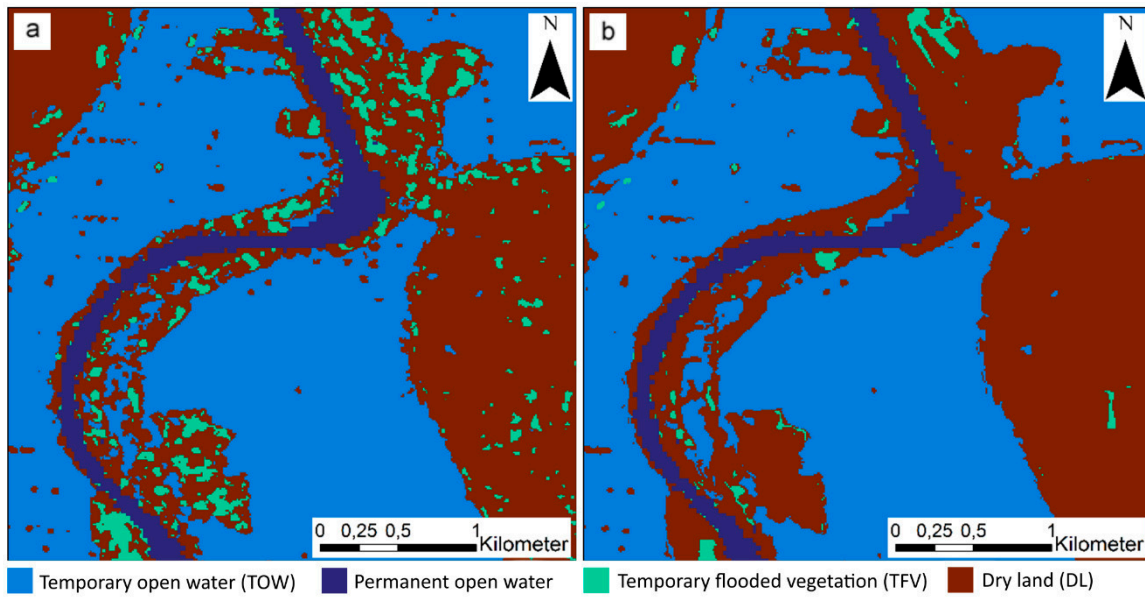 a
N
b
N
0 0,25 0,5 1
Kilometer
0 0,25 0,5 1
Kilometer
Temporary open water (TOW) Permanent open water Temporary flooded vegetation (TFV) Dry land (DL)